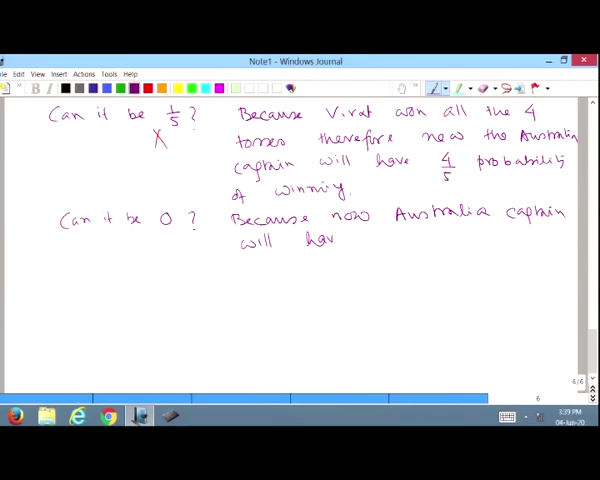 Note1 - Windows Journal
File Edit View Insert Actions Tools Help
Can it be 1/5 ? Because Virat won all the 4
X tosses therefore now the Australia
captain will have 4/5 probability
of winning.
Can it be 0 ? Because now Australia captain
will hav
6/6
6
3:39 PM
04-Jun-20